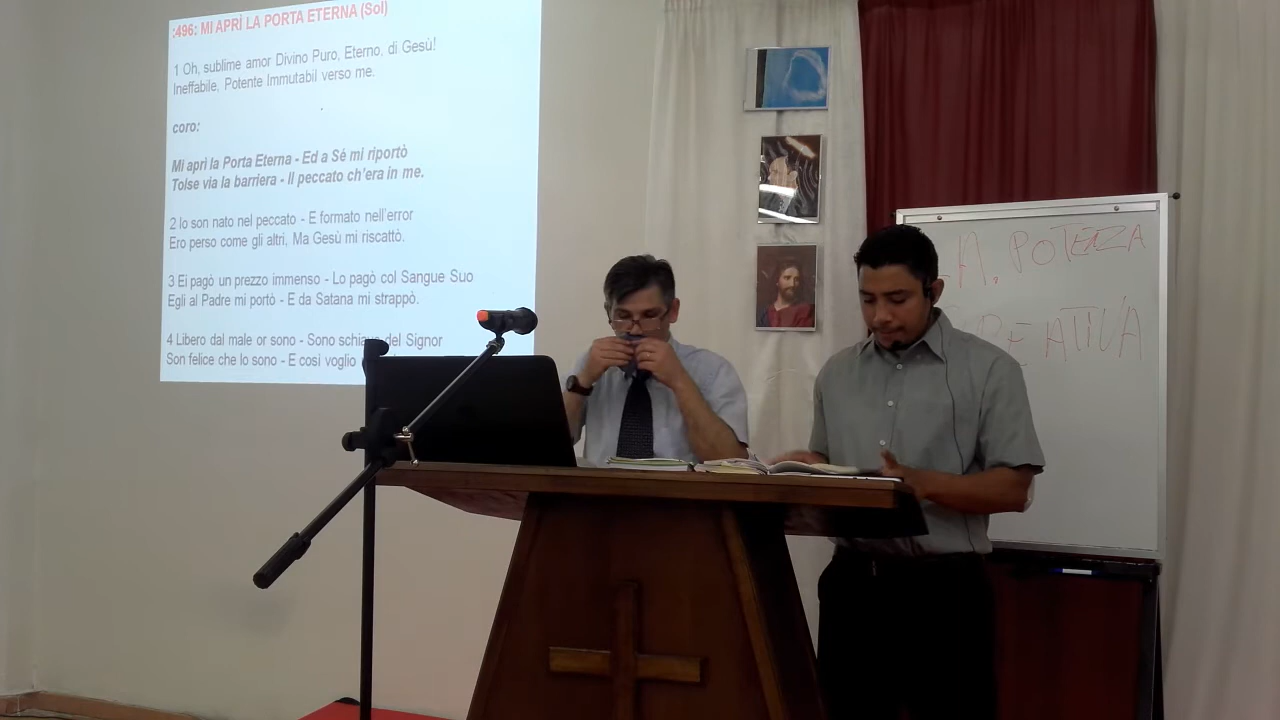 :496: MI APRÌ LA PORTA ETERNA (Sol)
1 Oh, sublime amor Divino Puro, Eterno, di Gesù!
Ineffabile, Potente Immutabil verso me.
coro:
Mi aprì la Porta Eterna - Ed a Sé mi riportò
Tolse via la barriera - Il peccato ch'era in me.
2 Io son nato nel peccato - E formato nell'error
Ero perso come gli altri, Ma Gesù mi riscattò.
3 Ei pagò un prezzo immenso - Lo pagò col Sangue Suo
Egli al Padre mi portò - E da Satana mi strappò.
4 Libero dal male or sono - Sono schiavo del Signor
Son felice che lo sono - E così voglio
POTENZA